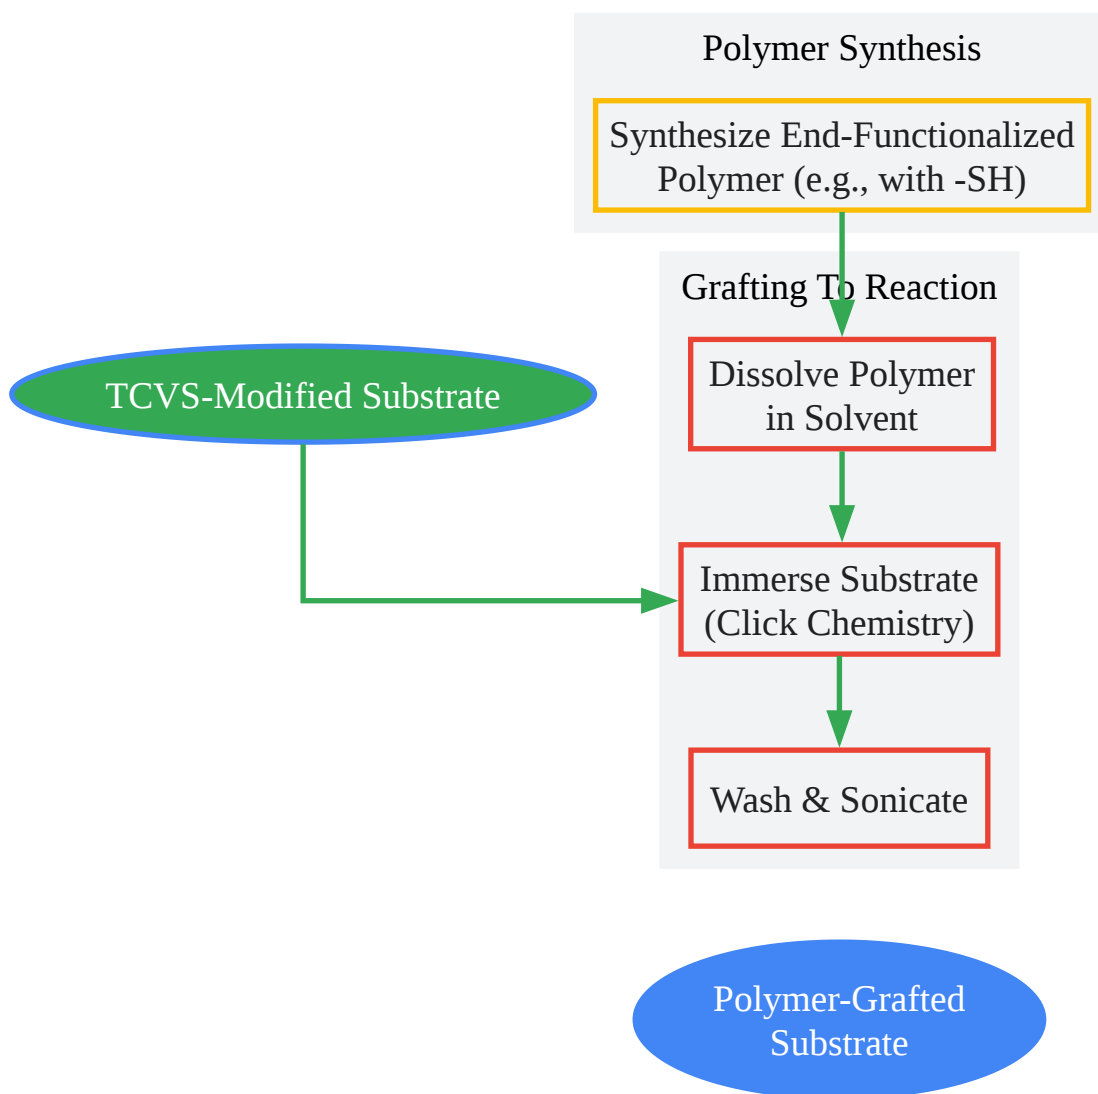 Polymer Synthesis
Synthesize End-Functionalized
Polymer (e.g., with -SH)
Grafting To Reaction
TCVS-Modified Substrate
Dissolve Polymer
in Solvent
Immerse Substrate
(Click Chemistry)
Wash & Sonicate
Polymer-Grafted
Substrate